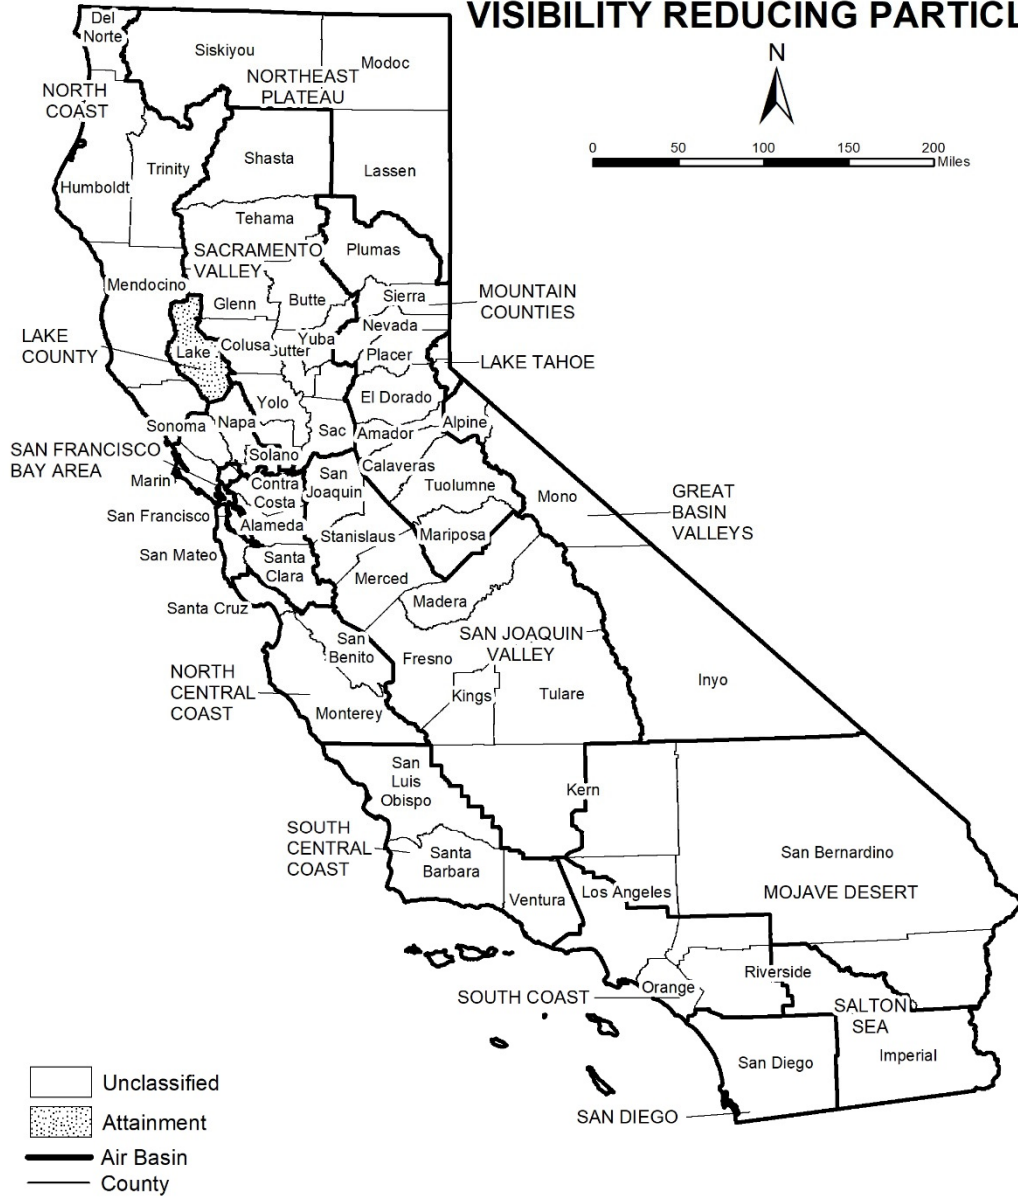 VISIBILITY REDUCING PARTICL
N
0 50 100 150 200
Miles
Del
Norte
Siskiyou
Modoc
NORTHEAST
PLATEAU
NORTH
COAST
Shasta
Trinity
Lassen
Humboldt
Tehama
SACRAMENTO
VALLEY
Plumas
Mendocino
Glenn
Butte
Sierra
MOUNTAIN
COUNTIES
Nevada
LAKE
COUNTY
Lake
Colusa
Sutter
Yuba
Placer
LAKE TAHOE
Yolo
El Dorado
Sonoma
Napa
Sac
Amador
Alpine
SAN FRANCISCO
BAY AREA
Solano
Marin
Contra
Costa
San
Joaquin
Calaveras
Tuolumne
Mono
GREAT
BASIN
VALLEYS
San Francisco
Alameda
Stanislaus
Mariposa
San Mateo
Santa
Clara
Merced
Santa Cruz
Madera
San
Benito
Fresno
SAN JOAQUIN
VALLEY
NORTH
CENTRAL
COAST
Monterey
Kings
Tulare
Inyo
San
Luis
Obispo
Kern
SOUTH
CENTRAL
COAST
Santa
Barbara
Ventura
Los Angeles
San Bernardino
MOJAVE DESERT
Orange
Riverside
SOUTH COAST
SALTON
SEA
San Diego
Imperial
SAN DIEGO
Unclassified
Attainment
Air Basin
County